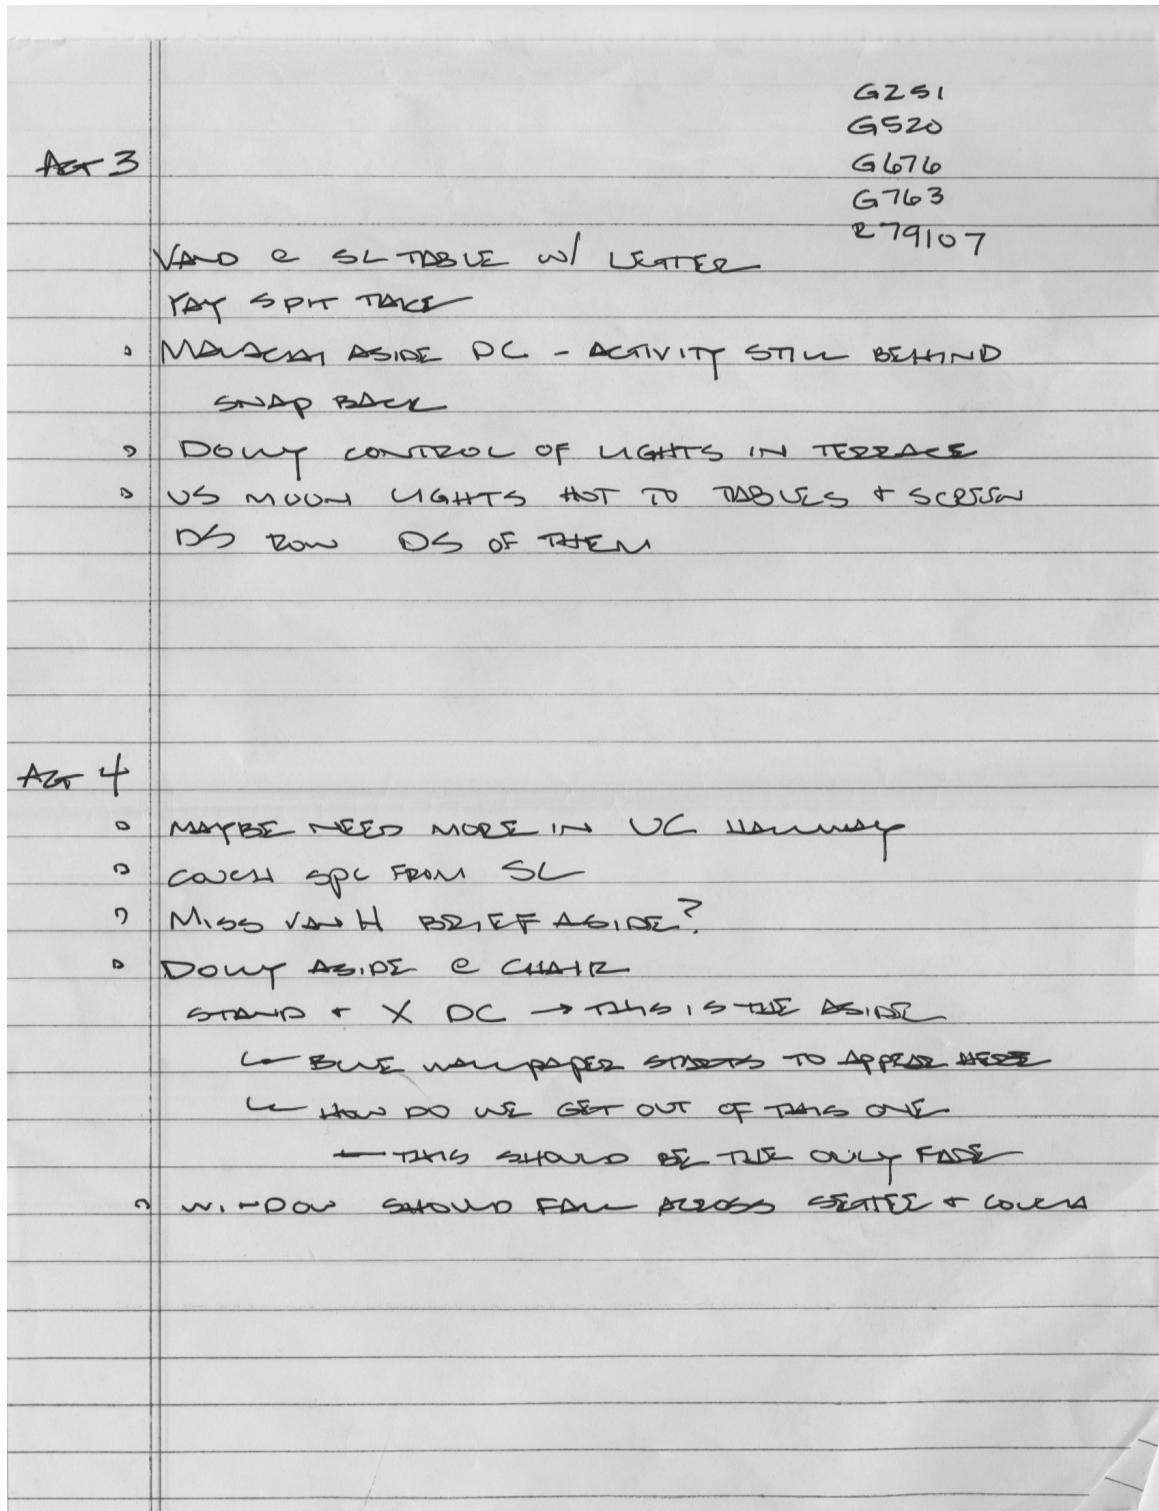 G251
G520
G676
G763
R79107
ACT 3
VAND @ SL TABLE W/ LETTER
YAY SPIT TAKE
MALACHI ASIDE DC - ACTIVITY STILL BEHIND
SNAP BACK
DOLLY CONTROL OF LIGHTS IN TERRACE
US MOON LIGHTS HOT TO TABLES + SCREEN
DS ROW DS OF THEM
ACT 4
MAYBE NEED MORE IN UC HALLWAY
COUCH SPC FROM SL
MISS VAN H BRIEF ASIDE?
DOLLY ASIDE @ CHAIR
STAND + X DC → THIS IS THE ASIDE
BLUE WALLPAPER STARTS TO APPEAR HERE
HOW DO WE GET OUT OF THIS ONE
THIS SHOULD BE THE ONLY FADE
WINDOW SHOULD FALL ACROSS SETTEE + COUCH